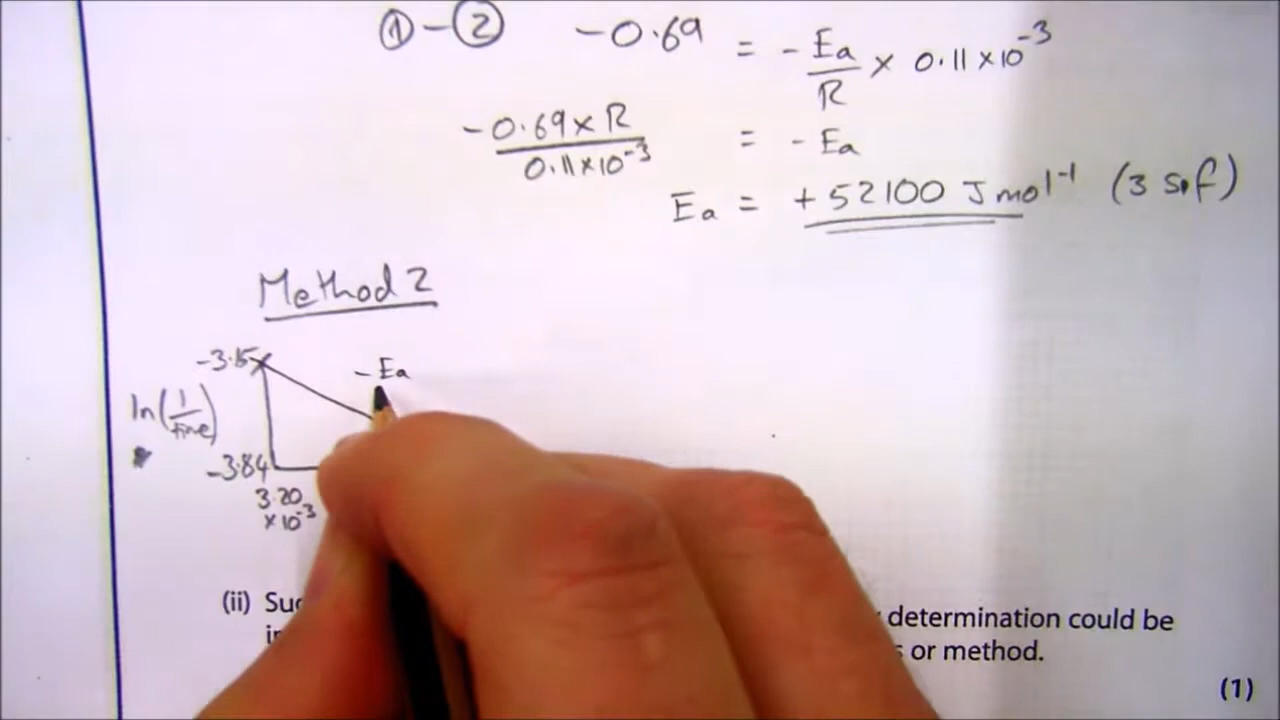 ① - ② -0.69 = - Ea/R × 0.11 × 10⁻³
-0.69 × R / 0.11 × 10⁻³ = - Ea
Ea = + 52100 J mol⁻¹ (3 s.f)
Method 2
-3.15
- Ea
ln(1/time)
-3.84
3.20
× 10⁻³
(ii)
determination could be
or method.
(1)